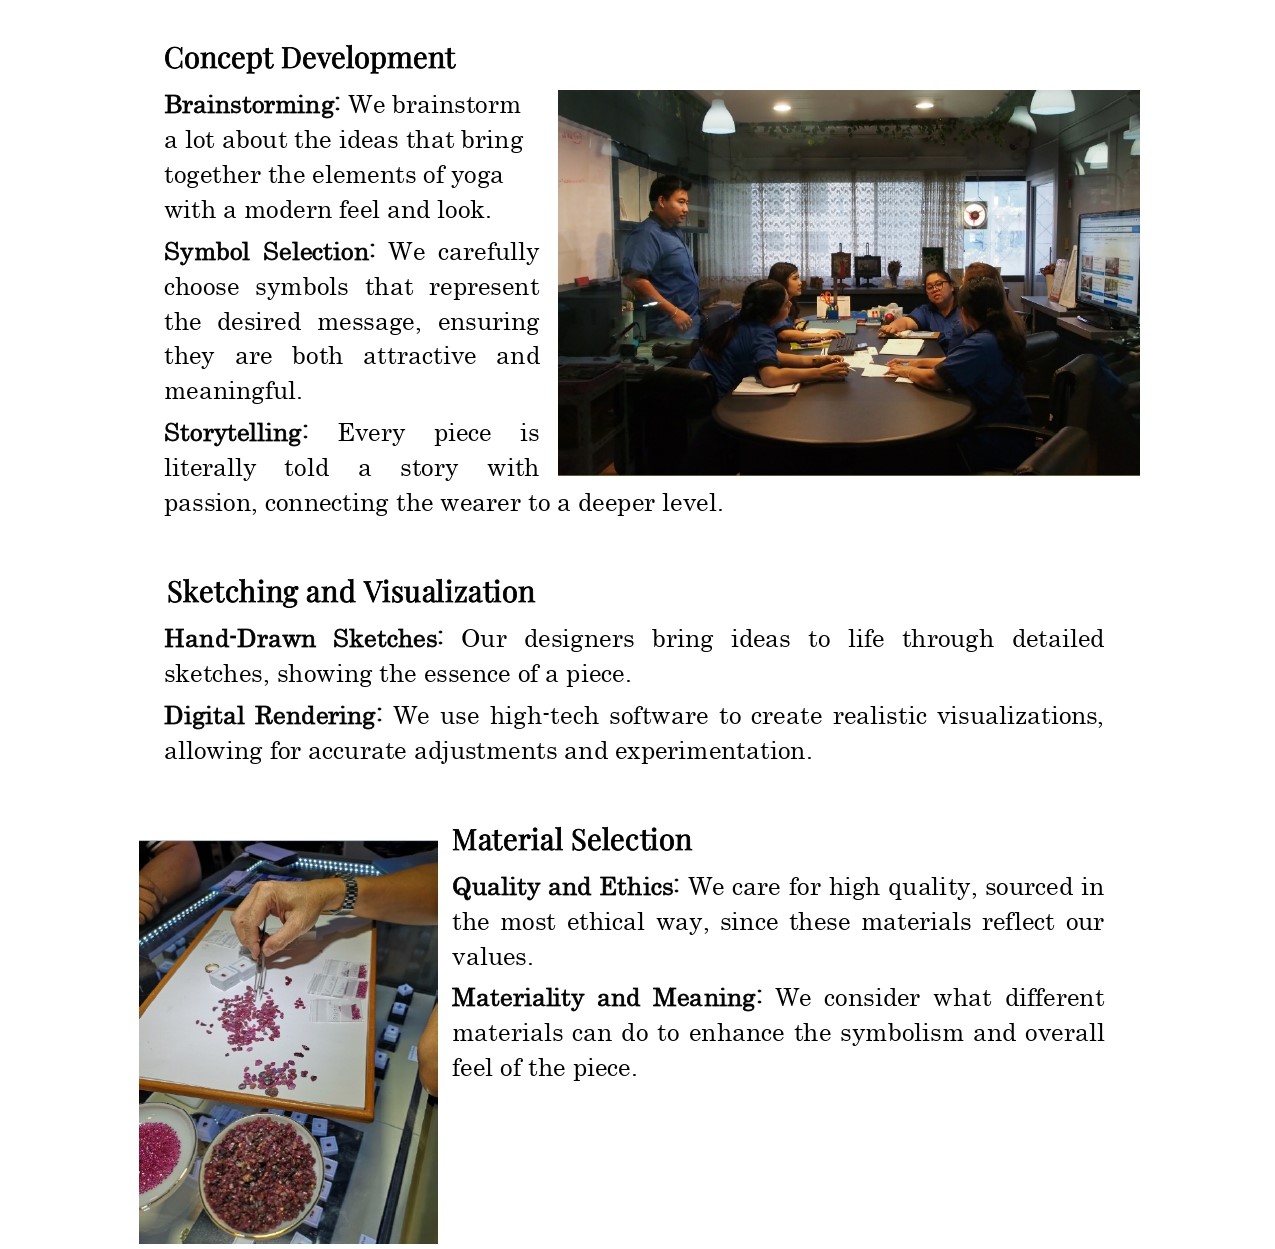 Concept Development
Brainstorming: We brainstorm
a lot about the ideas that bring
together the elements of yoga
with a modern feel and look.
Symbol Selection: We carefully
choose symbols that represent
the desired message, ensuring
they are both attractive and
meaningful.
Storytelling: Every piece is
literally told a story with
passion, connecting the wearer to a deeper level.
Sketching and Visualization
Hand-Drawn Sketches: Our designers bring ideas to life through detailed
sketches, showing the essence of a piece.
Digital Rendering: We use high-tech software to create realistic visualizations,
allowing for accurate adjustments and experimentation.
Material Selection
Quality and Ethics: We care for high quality, sourced in
the most ethical way, since these materials reflect our
values.
Materiality and Meaning: We consider what different
materials can do to enhance the symbolism and overall
feel of the piece.